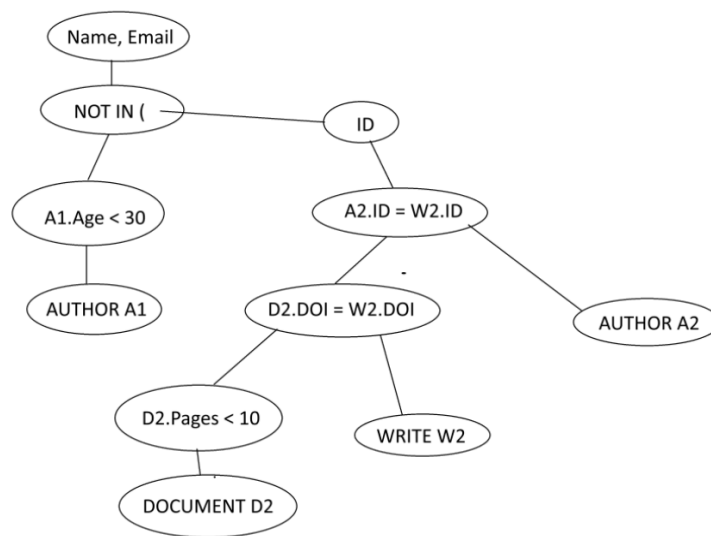 Name, Email
NOT IN (
ID
A1.Age < 30
A2.ID = W2.ID
AUTHOR A1
D2.DOI = W2.DOI
AUTHOR A2
D2.Pages < 10
WRITE W2
DOCUMENT D2